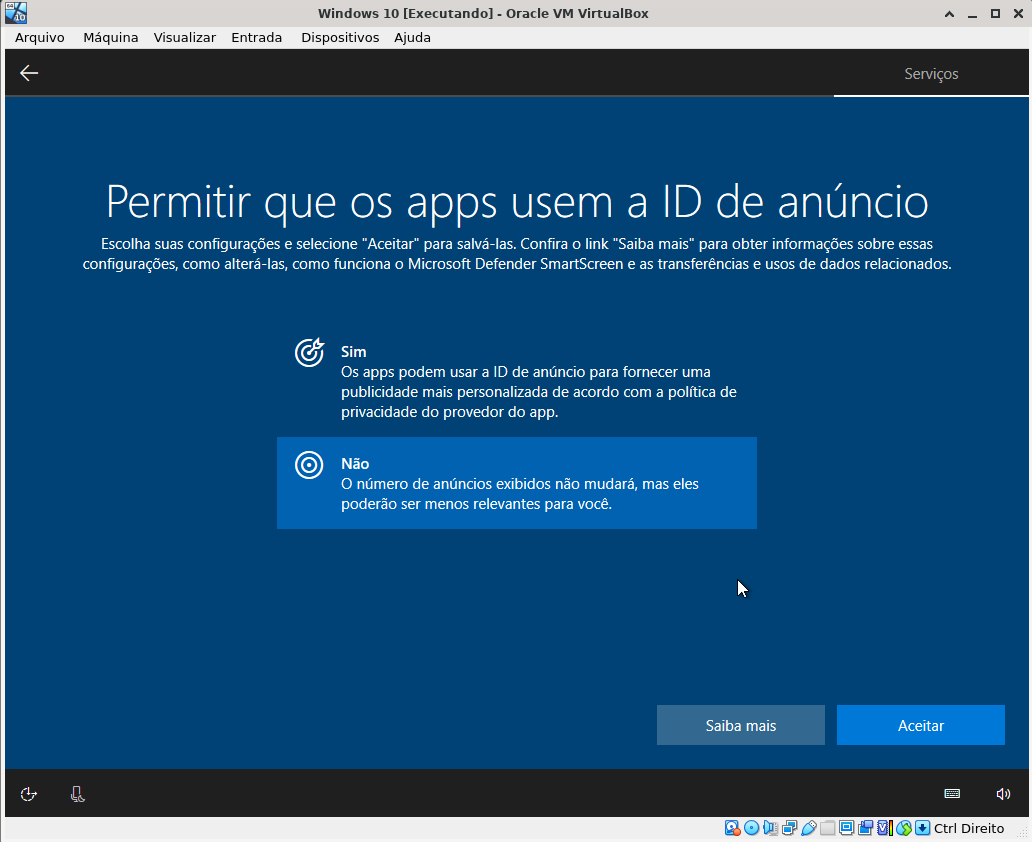 Windows 10 [Executando] - Oracle VM VirtualBox
Arquivo Máquina Visualizar Entrada Dispositivos Ajuda
Serviços
Permitir que os apps usem a ID de anúncio
Escolha suas configurações e selecione "Aceitar" para salvá-las. Confira o link "Saiba mais" para obter informações sobre essas
configurações, como alterá-las, como funciona o Microsoft Defender SmartScreen e as transferências e usos de dados relacionados.
Sim
Os apps podem usar a ID de anúncio para fornecer uma
publicidade mais personalizada de acordo com a política de
privacidade do provedor do app.
Não
O número de anúncios exibidos não mudará, mas eles
poderão ser menos relevantes para você.
Saiba mais
Aceitar
Ctrl Direito